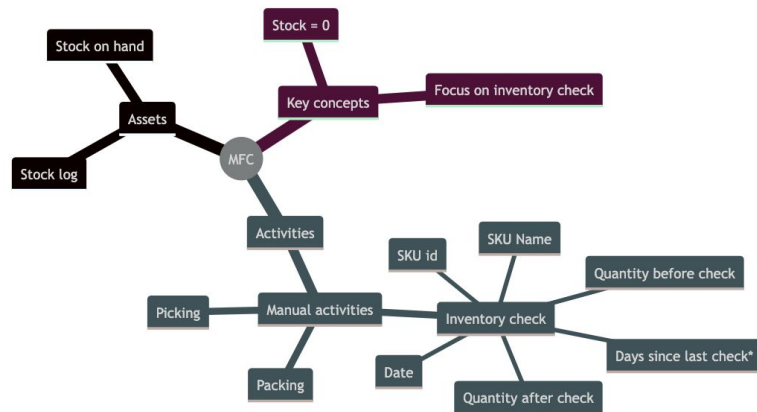 Stock = 0
Stock on hand
Focus on inventory check
Key concepts
Assets
MFC
Stock log
Activities
SKU Name
SKU id
Quantity before check
Picking
Manual activities
Inventory check
Days since last check*
Date
Packing
Quantity after check